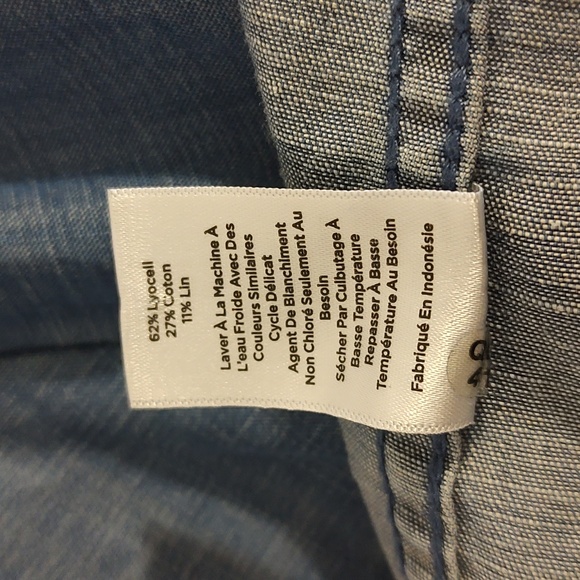 62% Lyocell
27% Coton
11% Lin
Laver À La Machine À
L'eau Froide Avec Des
Couleurs Similaires
Cycle Délicat
Agent De Blanchiment
Non Chloré Seulement Au
Besoin
Sécher Par Culbutage À
Basse Température
Repasser À Basse
Température Au Besoin
Fabriqué En Indonésie